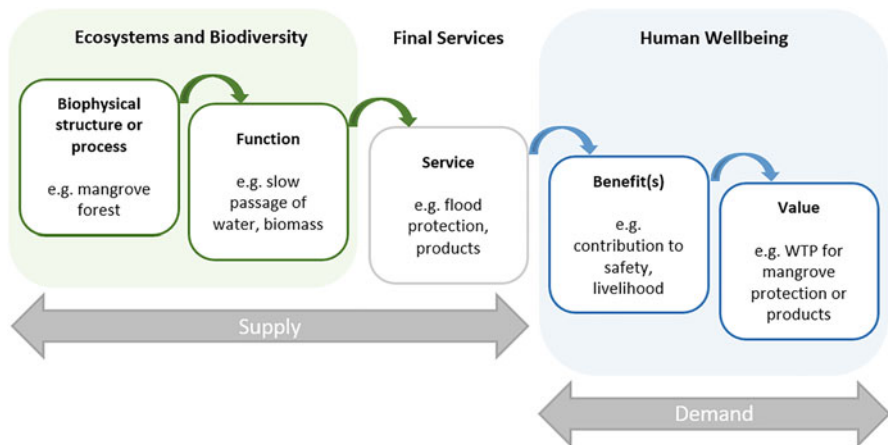 Ecosystems and Biodiversity
Final Services
Human Wellbeing
Biophysical
structure or
process
e.g. mangrove
forest
Function
e.g. slow
passage of
water, biomass
Service
e.g. flood
protection,
products
Benefit(s)
e.g.
contribution to
safety,
livelihood
Value
e.g. WTP for
mangrove
protection or
products
Supply
Demand